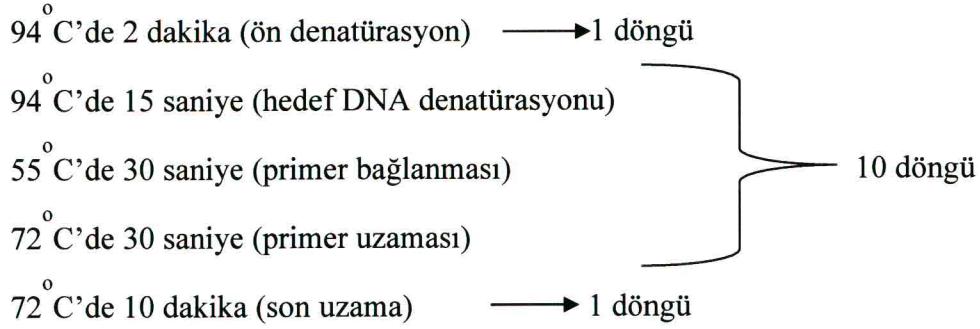 94°C’de 2 dakika (ön denatürasyon) → 1 döngü
94°C’de 15 saniye (hedef DNA denatürasyonu)
55°C’de 30 saniye (primer bağlanması) 10 döngü
72°C’de 30 saniye (primer uzaması)
72°C’de 10 dakika (son uzama) → 1 döngü